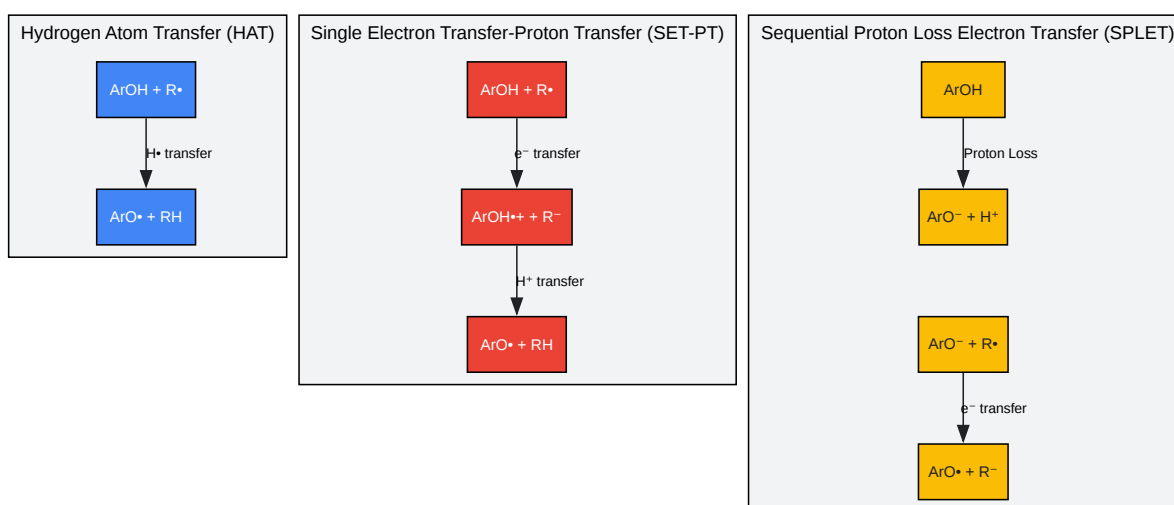 Hydrogen Atom Transfer (HAT)
ArOH + R•
H• transfer
ArO• + RH
Single Electron Transfer-Proton Transfer (SET-PT)
ArOH + R•
e⁻ transfer
ArOH•+ + R⁻
H⁺ transfer
ArO• + RH
Sequential Proton Loss Electron Transfer (SPLET)
ArOH
Proton Loss
ArO⁻ + H⁺
ArO⁻ + R•
e⁻ transfer
ArO• + R⁻